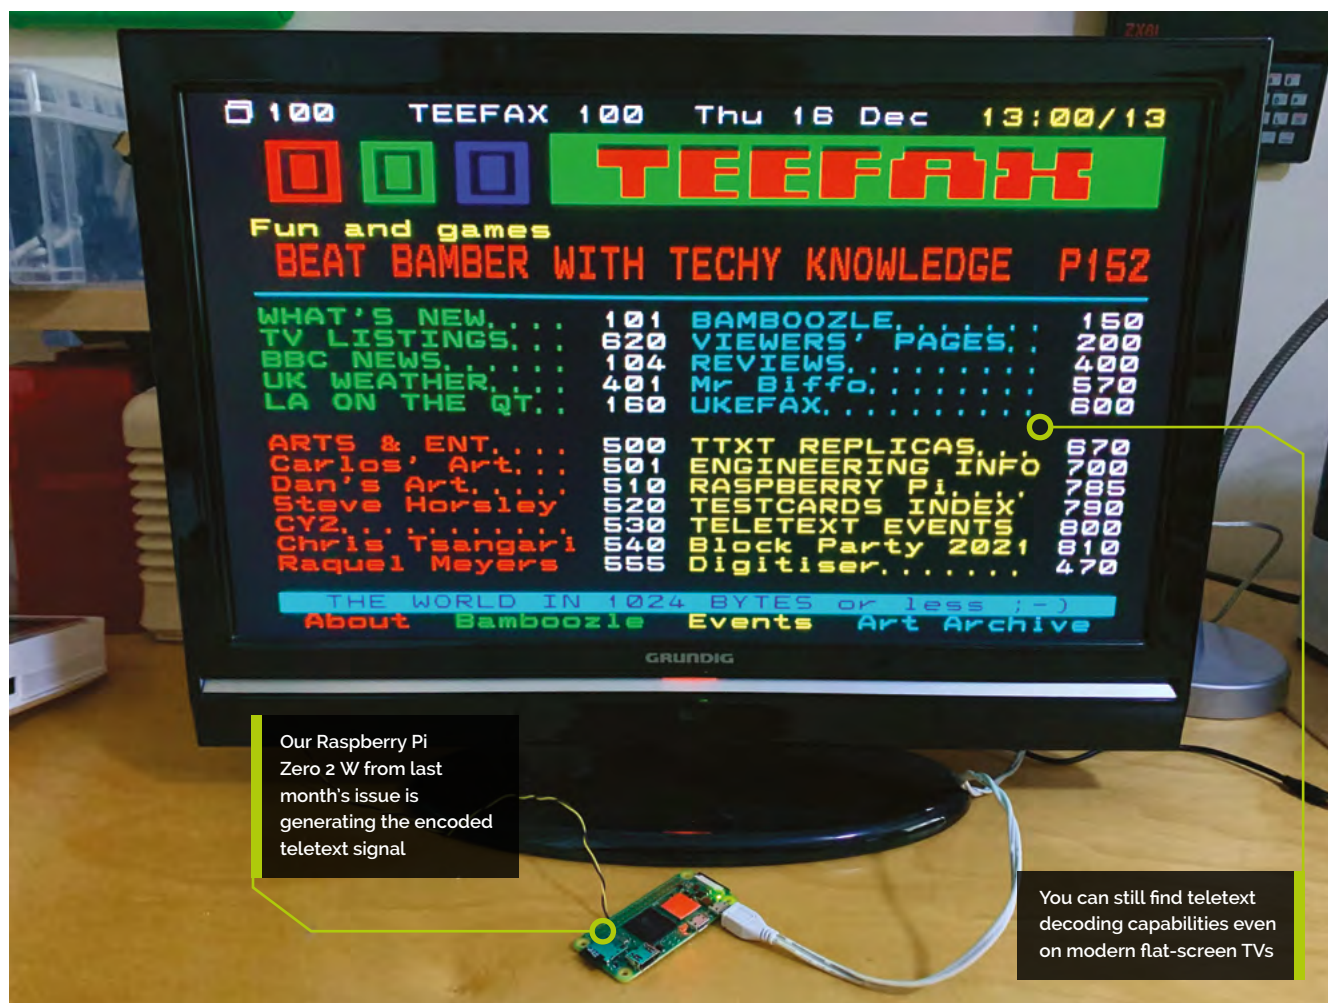 ZX81
100 TEEFAX 100 Thu 16 Dec 13:00/13
TEEFAX
Fun and games
BEAT BAMBER WITH TECHY KNOWLEDGE P152
WHAT'S NEW.... 101 BAMBOOZLE....... 150
TV LISTINGS... 620 VIEWERS' PAGES.. 200
BBC NEWS...... 104 REVIEWS......... 400
UK WEATHER.... 401 Mr Biffo........ 570
LA ON THE QT.. 160 UKEFAX.......... 600
ARTS & ENT.... 500 TTXT REPLICAS... 670
Carlos' Art... 501 ENGINEERING INFO 700
Dan's Art..... 510 RASPBERRY Pi.... 785
Steve Horsley 520 TESTCARDS INDEX 790
CYZ........... 530 TELETEXT EVENTS 800
Chris Tsangari 540 Block Party 2021 810
Raquel Meyers 555 Digitiser....... 470
THE WORLD IN 1024 BYTES or less ;-)
About Bamboozle Events Art Archive
GRUNDIG
Our Raspberry Pi
Zero 2 W from last
month's issue is
generating the encoded
teletext signal
You can still find teletext
decoding capabilities even
on modern flat-screen TVs